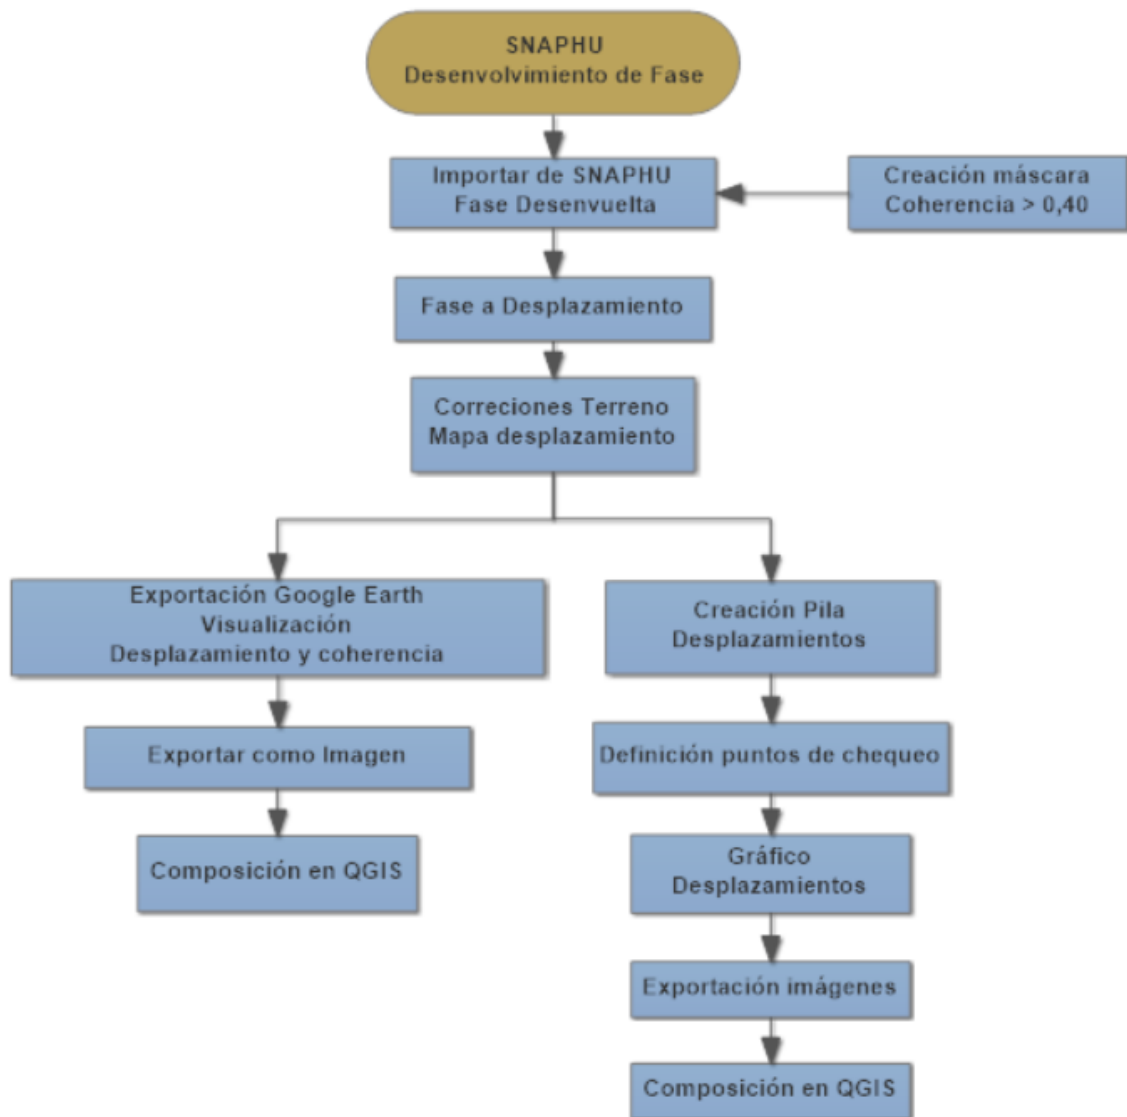 SNAPHU
Desenvolvimiento de Fase
Importar de SNAPHU
Fase Desenvuelta
Creación máscara
Coherencia > 0,40
Fase a Desplazamiento
Correciones Terreno
Mapa desplazamiento
Exportación Google Earth
Visualización
Desplazamiento y coherencia
Exportar como Imagen
Composición en QGIS
Creación Pila
Desplazamientos
Definición puntos de chequeo
Gráfico
Desplazamientos
Exportación imágenes
Composición en QGIS